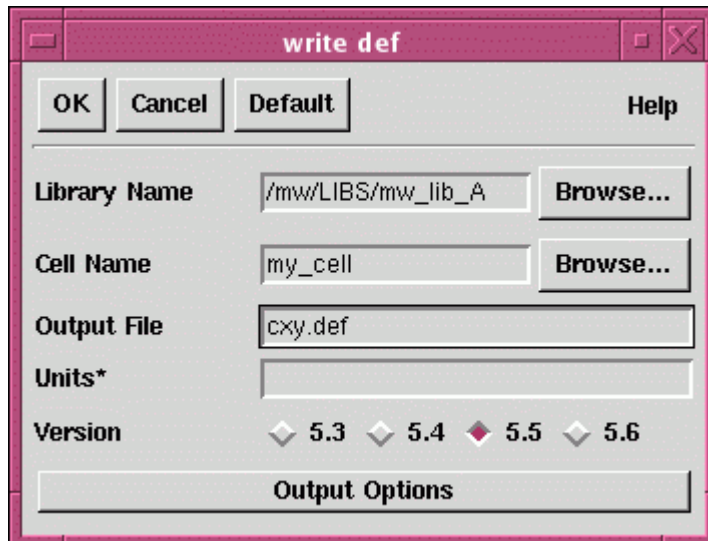 write def
OK Cancel Default Help
Library Name /mw/LIBS/mw_lib_A Browse...
Cell Name my_cell Browse...
Output File cxy.def
Units*
Version 5.3 5.4 5.5 5.6
Output Options